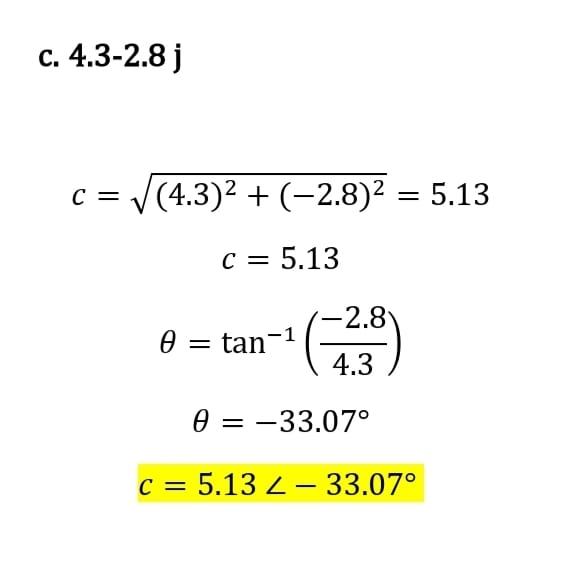 c. 4.3-2.8 j
c = √(4.3)² + (−2.8)² = 5.13
c = 5.13
θ = tan⁻¹ (−2.8/4.3)
θ = −33.07°
c = 5.13 ∠ − 33.07°